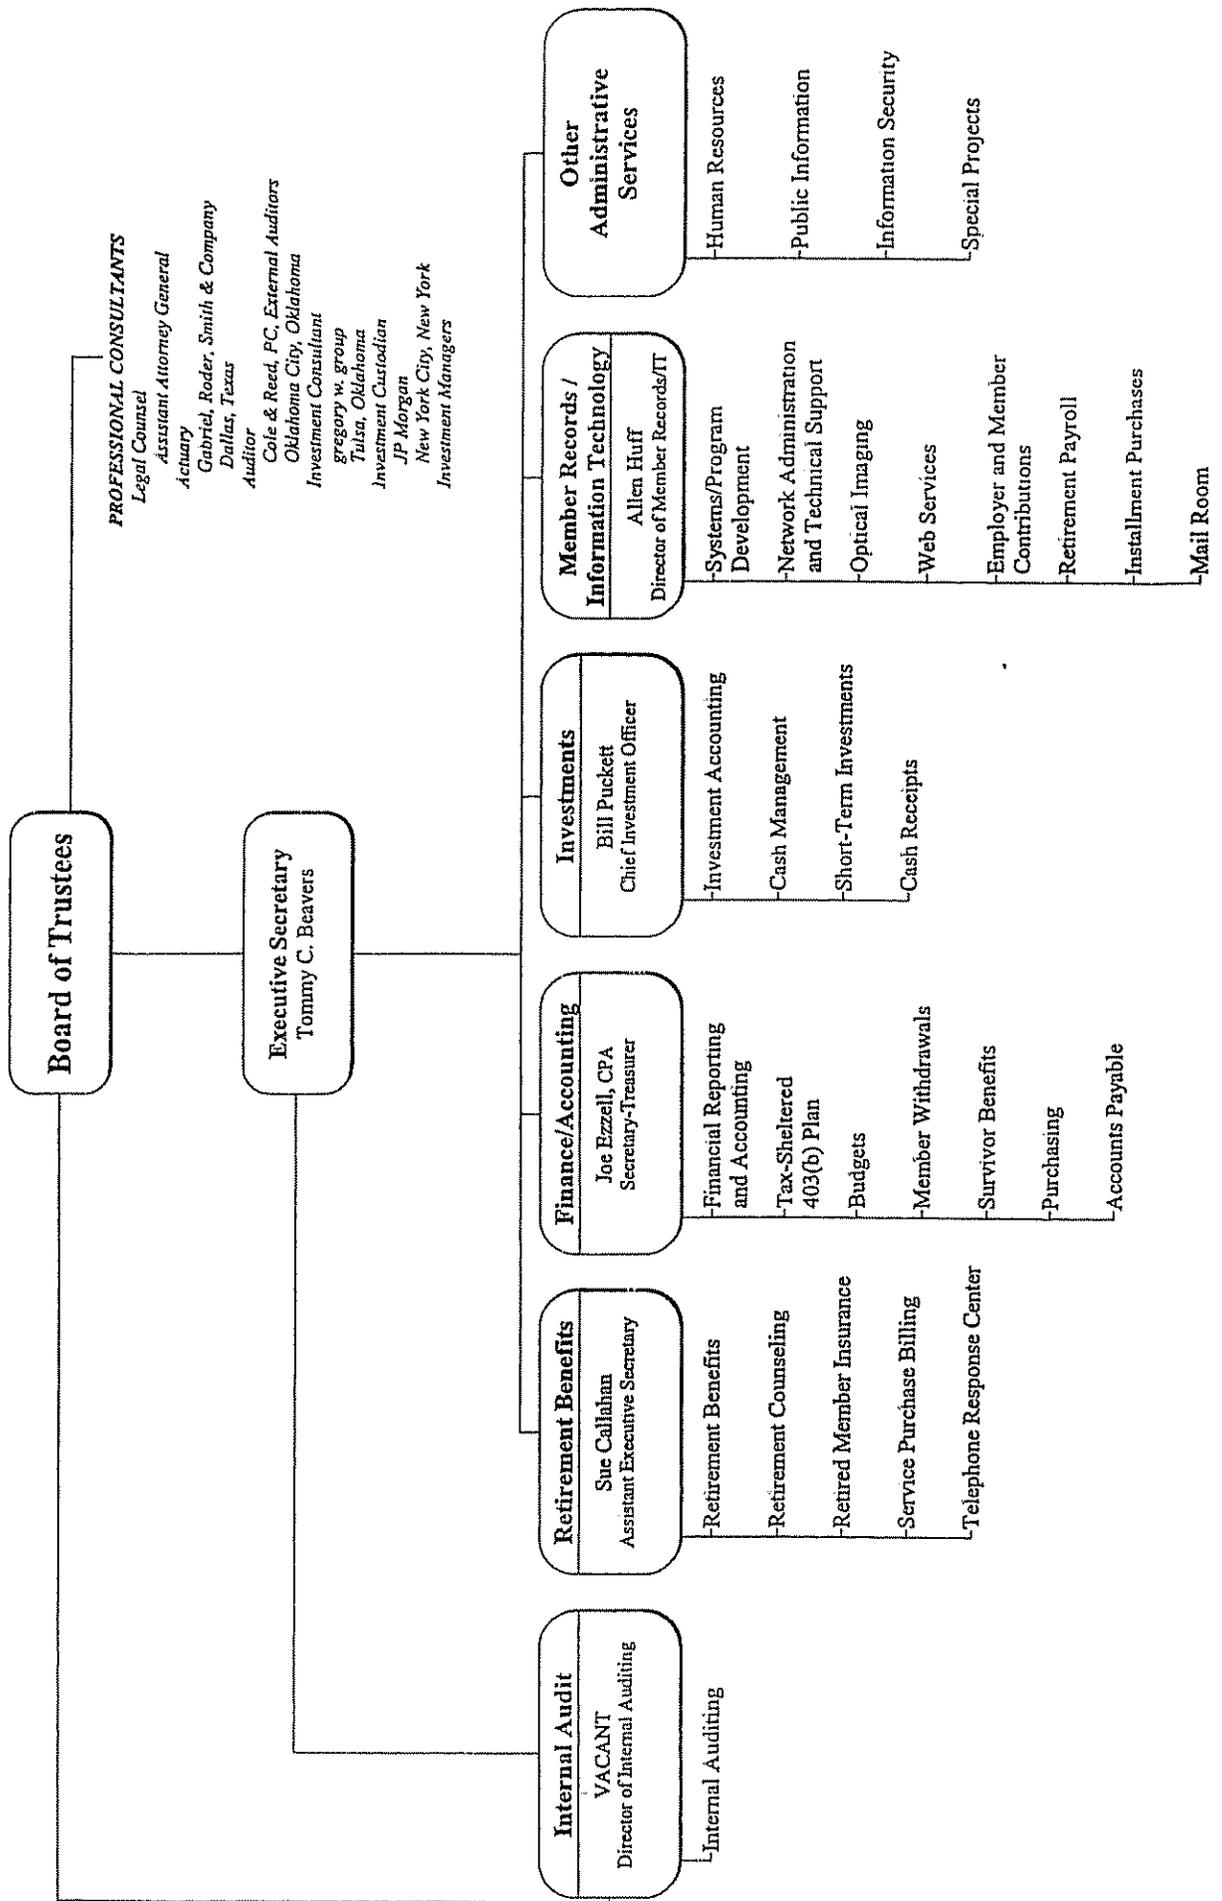 Board of Trustees
PROFESSIONAL CONSULTANTS
Legal Counsel
Assistant Attorney General
Actuary
Gabriel, Roder, Smith & Company
Dallas, Texas
Auditor
Cole & Reed, PC, External Auditors
Oklahoma City, Oklahoma
Investment Consultant
gregory w. group
Tulsa, Oklahoma
Investment Custodian
JP Morgan
New York City, New York
Investment Managers
Executive Secretary
Tommy C. Beavers
Internal Audit
VACANT
Director of Internal Auditing
Internal Auditing
Retirement Benefits
Sue Callahan
Assistant Executive Secretary
Retirement Benefits
Retirement Counseling
Retired Member Insurance
Service Purchase Billing
Telephone Response Center
Finance/Accounting
Joe Ezzell, CPA
Secretary-Treasurer
Financial Reporting
and Accounting
Tax-Sheltered
403(b) Plan
Budgets
Member Withdrawals
Survivor Benefits
Purchasing
Accounts Payable
Investments
Bill Puckett
Chief Investment Officer
Investment Accounting
Cash Management
Short-Term Investments
Cash Receipts
Member Records /
Information Technology
Allen Huff
Director of Member Records/IT
Systems/Program
Development
Network Administration
and Technical Support
Optical Imaging
Web Services
Employer and Member
Contributions
Retirement Payroll
Installment Purchases
Mail Room
Other
Administrative
Services
Human Resources
Public Information
Information Security
Special Projects